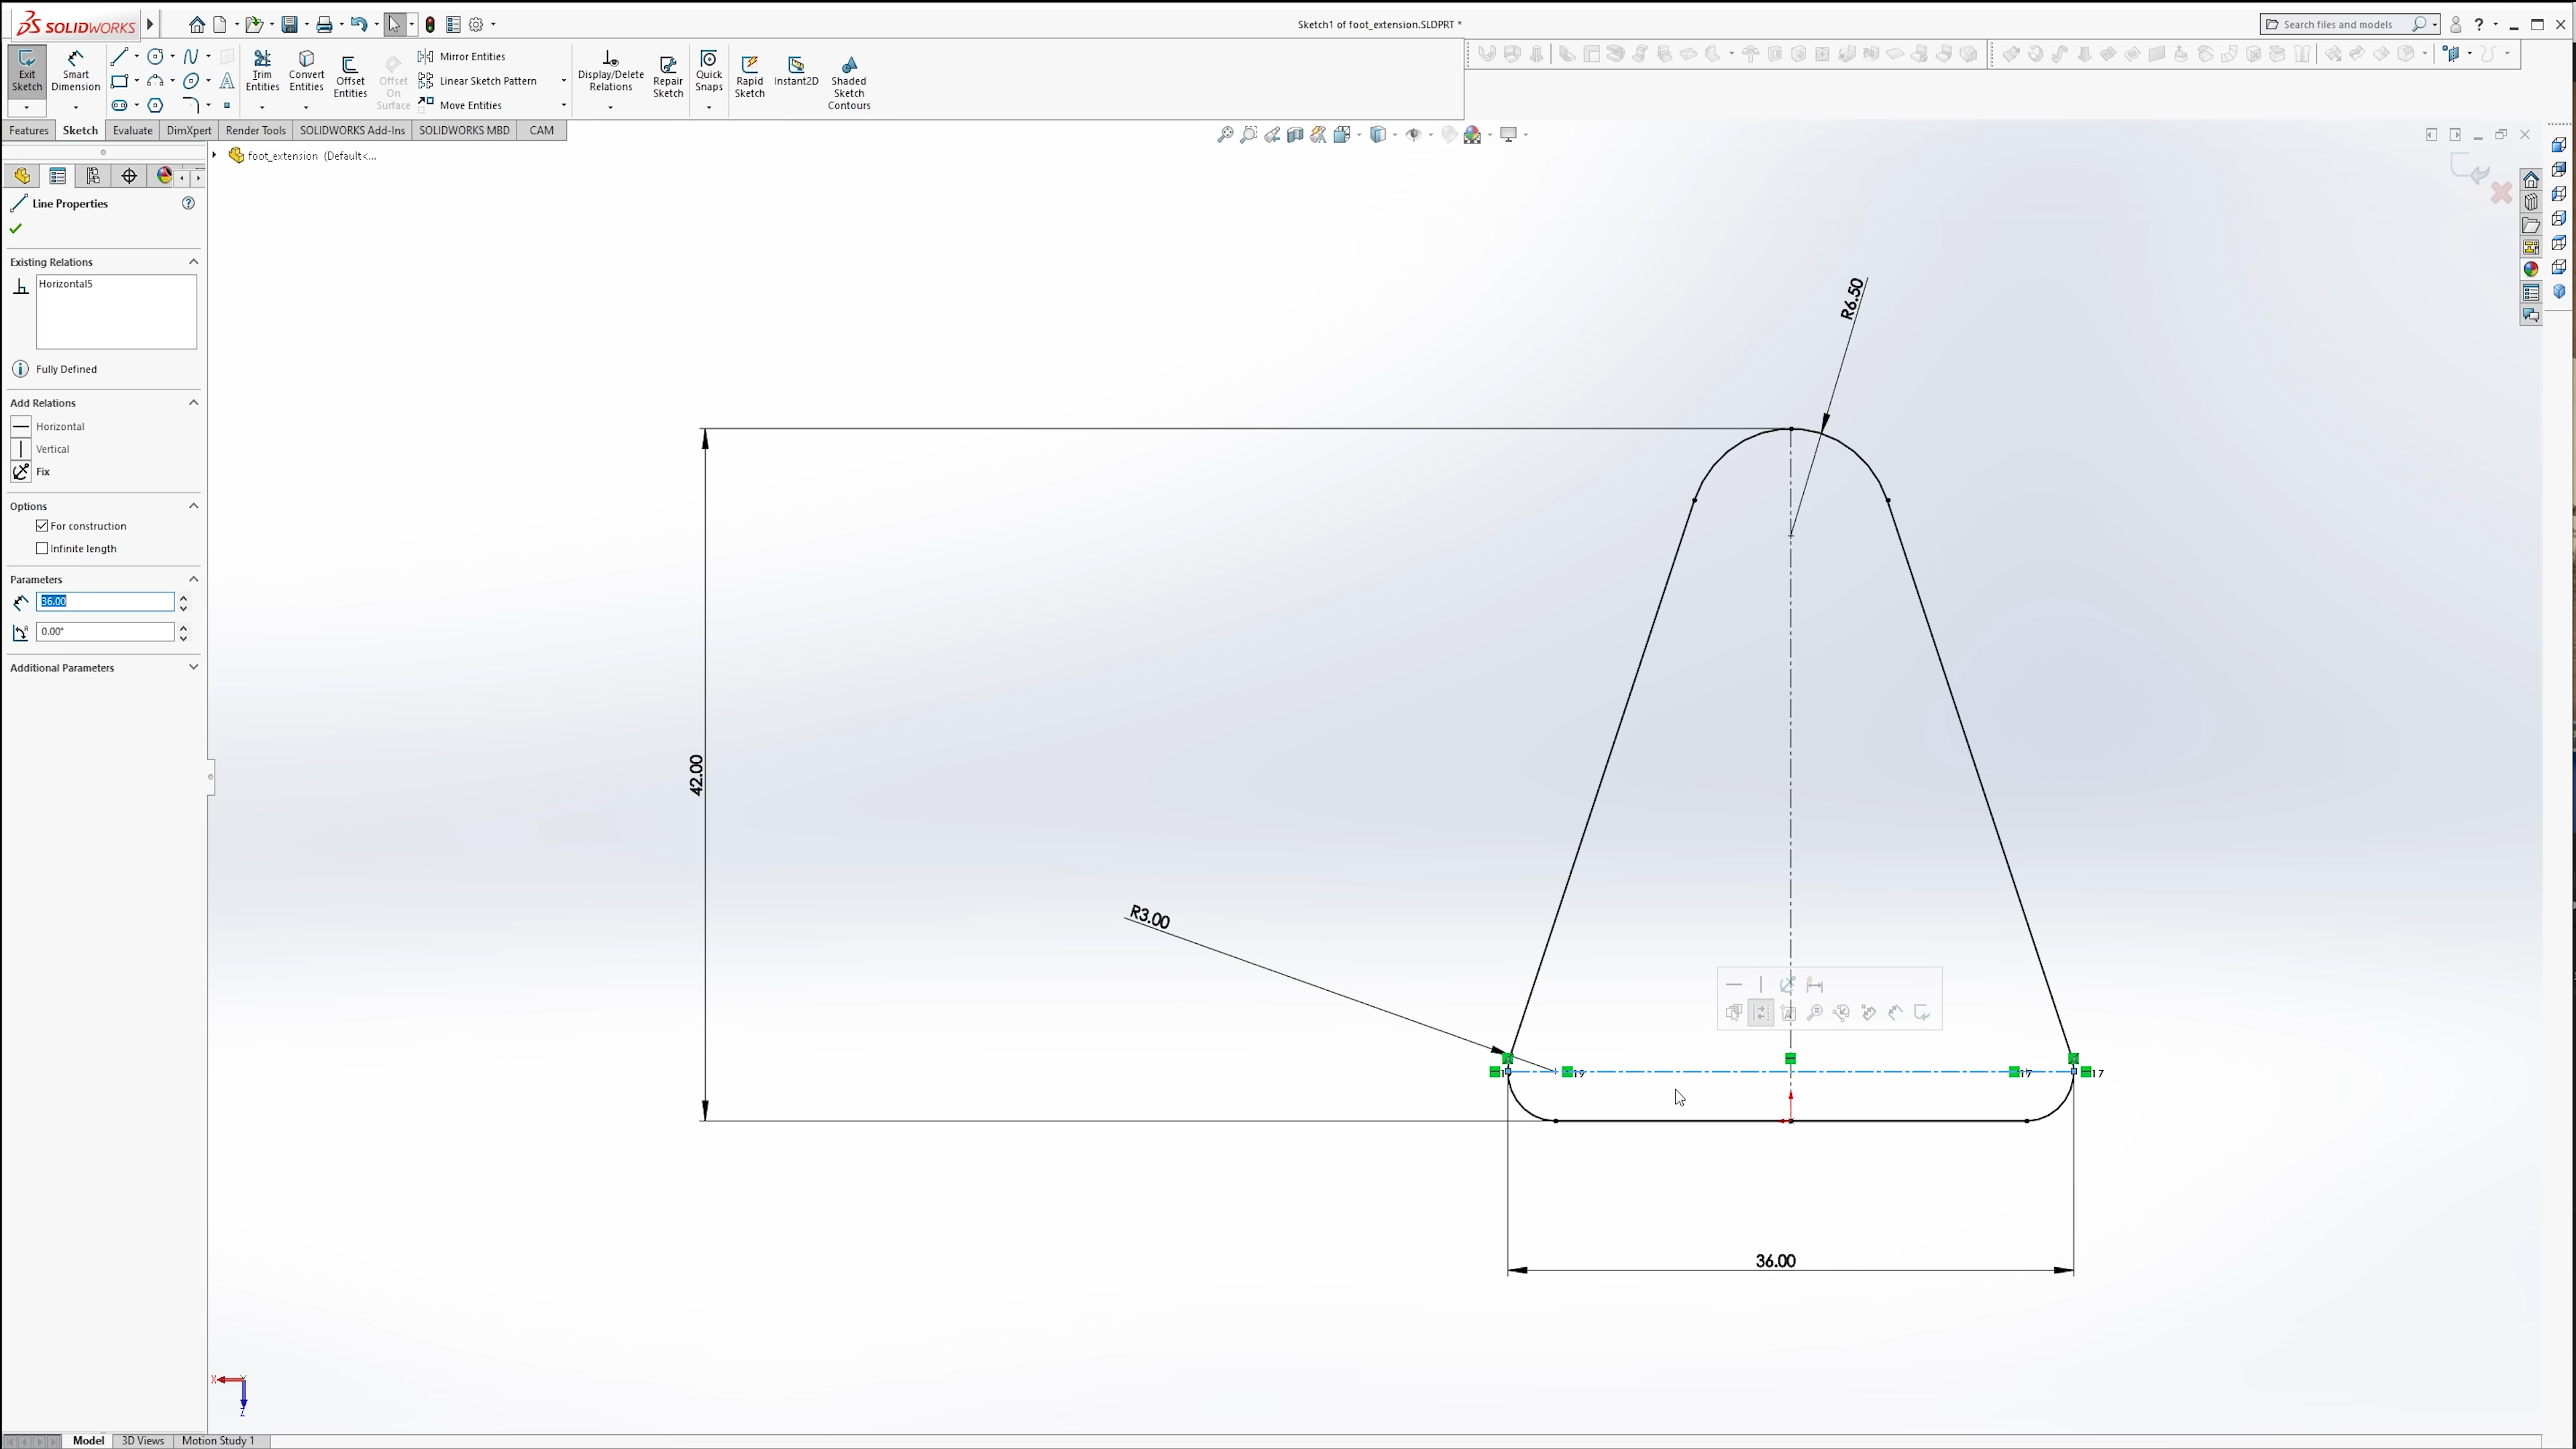 SOLIDWORKS
Sketch1 of foot_extension.SLDPRT *
Search files and models
?
Exit Sketch
Smart Dimension
Trim Entities
Convert Entities
Offset Entities
Offset On Surface
Mirror Entities
Linear Sketch Pattern
Move Entities
Display/Delete Relations
Repair Sketch
Quick Snaps
Rapid Sketch
Instant2D
Shaded Sketch Contours
Features
Sketch
Evaluate
DimXpert
Render Tools
SOLIDWORKS Add-Ins
SOLIDWORKS MBD
CAM
foot_extension (Default<...
Line Properties
?
Existing Relations
Horizontal5
Fully Defined
Add Relations
Horizontal
Vertical
Fix
Options
For construction
Infinite length
Parameters
36.00
0.00°
Additional Parameters
R6.50
42.00
R3.00
19
17
17
36.00
X
Z
Model
3D Views
Motion Study 1